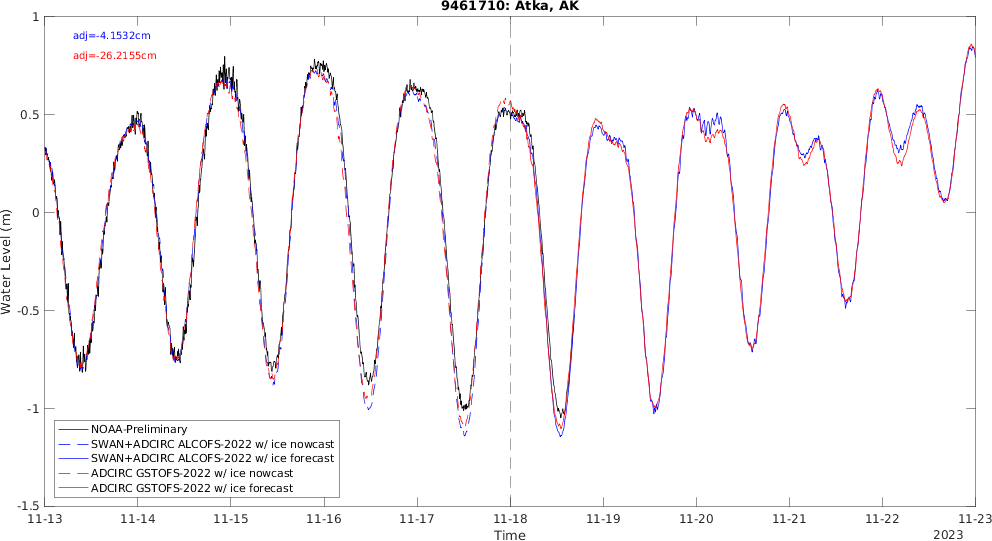 9461710: Atka, AK
adj=-4.1532cm
adj=-26.2155cm
Water Level (m)
1
0.5
0
-0.5
-1
-1.5
NOAA-Preliminary
SWAN+ADCIRC ALCOFS-2022 w/ ice nowcast
SWAN+ADCIRC ALCOFS-2022 w/ ice forecast
ADCIRC GSTOFS-2022 w/ ice nowcast
ADCIRC GSTOFS-2022 w/ ice forecast
11-13 11-14 11-15 11-16 11-17 11-18 11-19 11-20 11-21 11-22 11-23
Time
2023